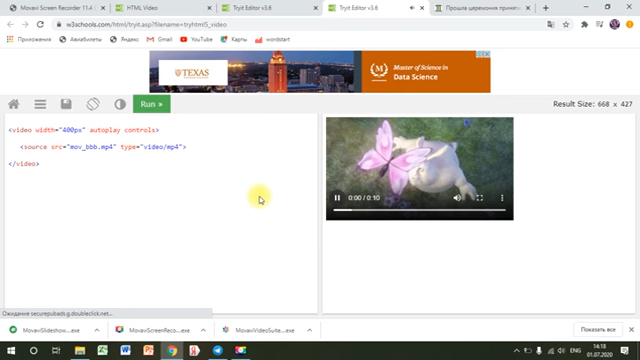 Movavi Screen Recorder 11.4
HTML Video
Tryit Editor v3.6
Tryit Editor v3.6
Прошла церемония приняти
w3schools.com/html/tryit.asp?filename=tryhtml5_video
Приложения
Авиабилеты
Яндекс
Gmail
YouTube
Карты
wordstart
TEXAS
Master of Science in
Data Science
Run »
Result Size: 668 x 427
<video width="400px" autoplay controls>
<source src="mov_bbb.mp4" type="video/mp4">
</video>
0:00 / 0:10
Ожидание securepubads.g.doubleclick.net...
MovaviSlideshow....exe
MovaviScreenReco....exe
MovaviVideoSuite....exe
Показать все
ENG
14:18
01.07.2020